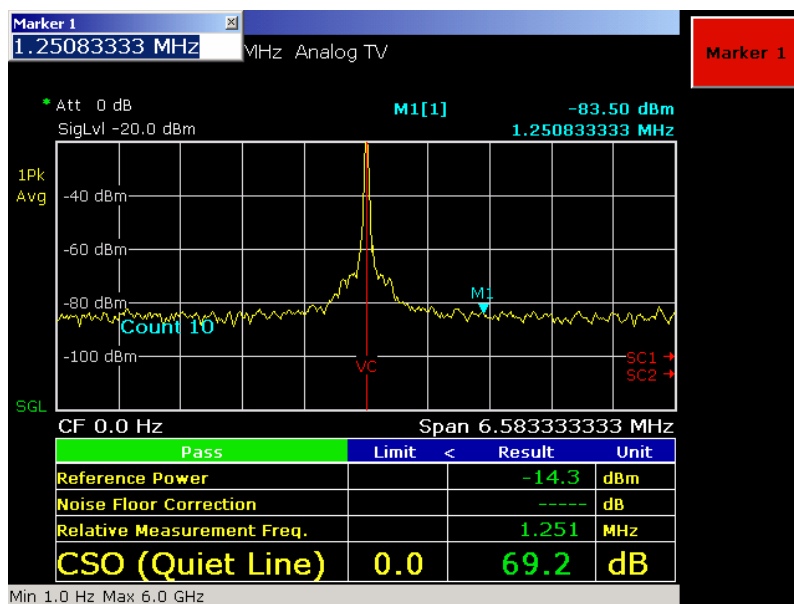 Marker 1
1.25083333 MHz
MHz Analog TV
Marker 1
* Att 0 dB
M1[1] -83.50 dBm
SigLvl -20.0 dBm
1.250833333 MHz
1Pk
Avg
-40 dBm
-60 dBm
M1
-80 dBm
Count 10
-100 dBm
VC
SC1
SC2
SGL
CF 0.0 Hz Span 6.583333333 MHz
Pass Limit < Result Unit
Reference Power -14.3 dBm
Noise Floor Correction ----- dB
Relative Measurement Freq. 1.251 MHz
CSO (Quiet Line) 0.0 69.2 dB
Min 1.0 Hz Max 6.0 GHz